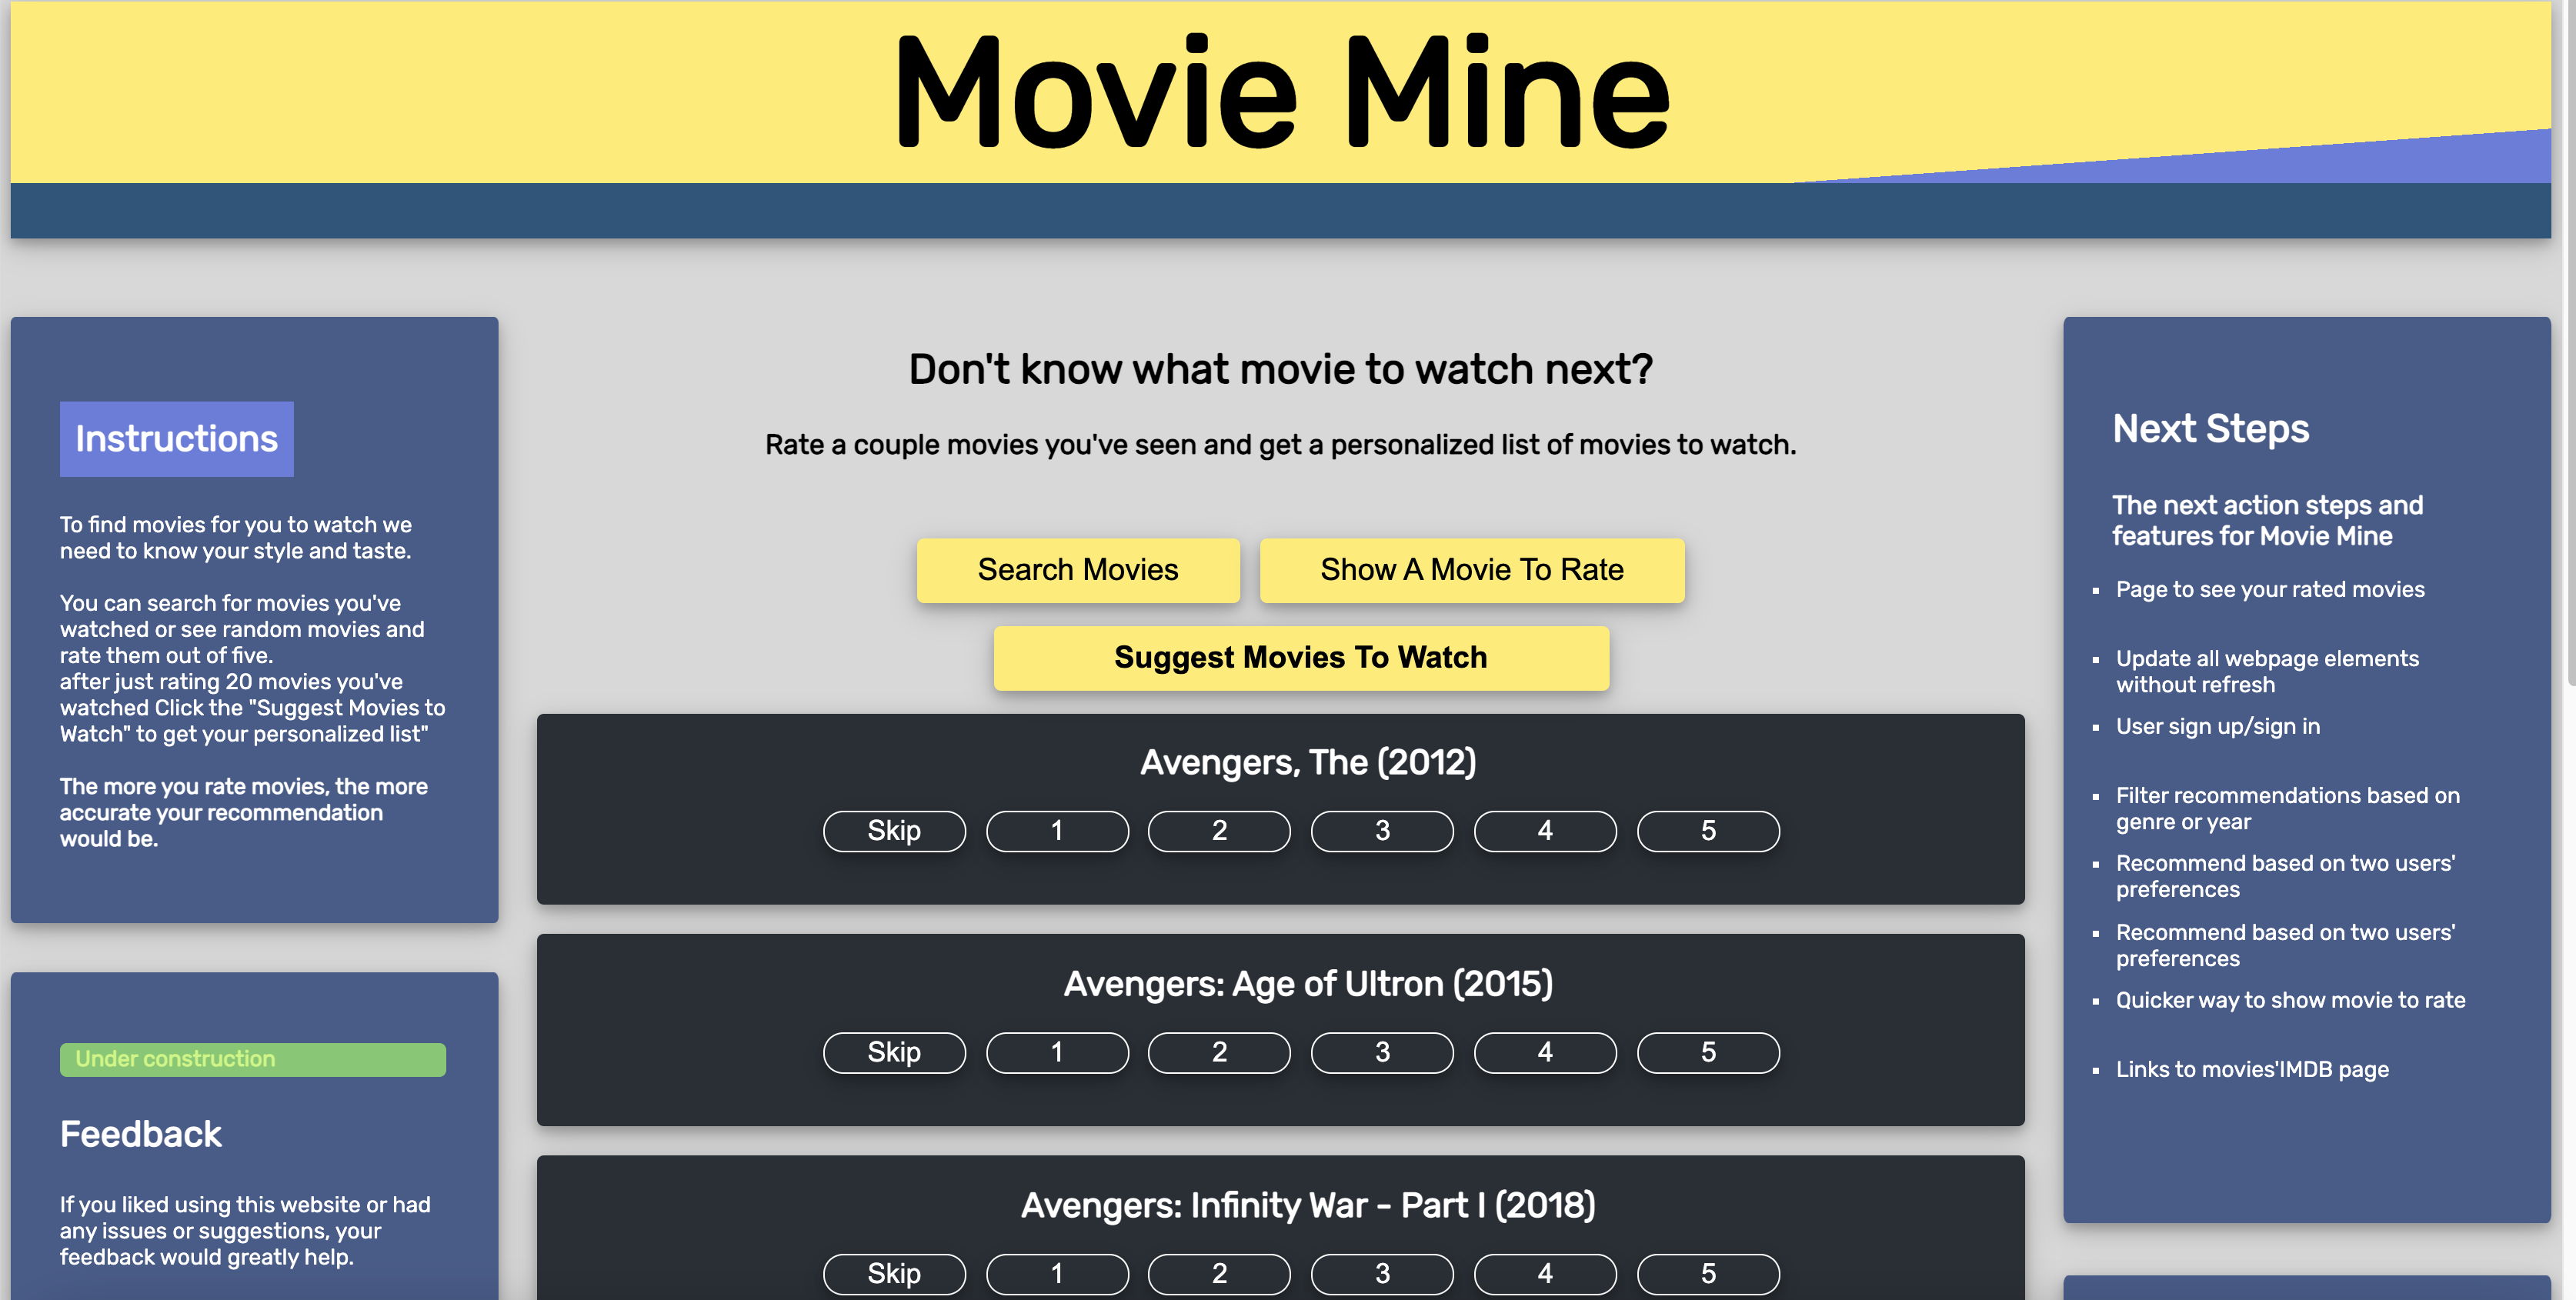 Movie Mine
Instructions
To find movies for you to watch we
need to know your style and taste.
You can search for movies you've
watched or see random movies and
rate them out of five.
after just rating 20 movies you've
watched Click the "Suggest Movies to
Watch" to get your personalized list"
The more you rate movies, the more
accurate your recommendation
would be.
Under construction
Feedback
If you liked using this website or had
any issues or suggestions, your
feedback would greatly help.
Don't know what movie to watch next?
Rate a couple movies you've seen and get a personalized list of movies to watch.
Search Movies Show A Movie To Rate
Suggest Movies To Watch
Avengers, The (2012)
Skip 1 2 3 4 5
Avengers: Age of Ultron (2015)
Skip 1 2 3 4 5
Avengers: Infinity War - Part I (2018)
Skip 1 2 3 4 5
Next Steps
The next action steps and
features for Movie Mine
Page to see your rated movies
Update all webpage elements
without refresh
User sign up/sign in
Filter recommendations based on
genre or year
Recommend based on two users'
preferences
Recommend based on two users'
preferences
Quicker way to show movie to rate
Links to movies'IMDB page